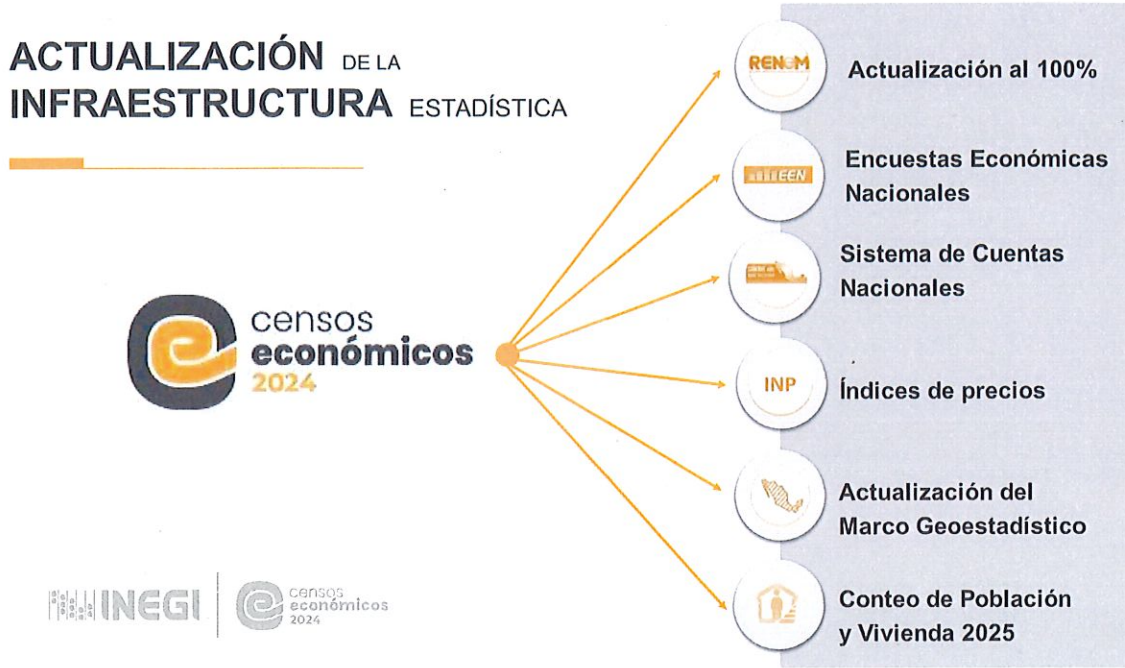 ACTUALIZACIÓN DE LA
INFRAESTRUCTURA ESTADÍSTICA
censos
económicos
2024
RENEM
Actualización al 100%
EEN
Encuestas Económicas
Nacionales
Sistema de Cuentas
Nacionales
INP
Índices de precios
Actualización del
Marco Geoestadístico
Conteo de Población
y Vivienda 2025
INEGI
censos
económicos
2024